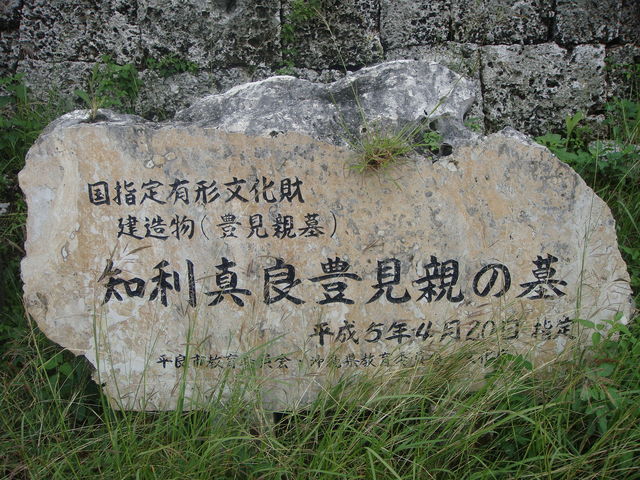 国指定有形文化財
建造物(豊見親墓)
知利真良豊見親の墓
平成5年4月20日 指定
平良市教育委員会・沖縄県教育委員会